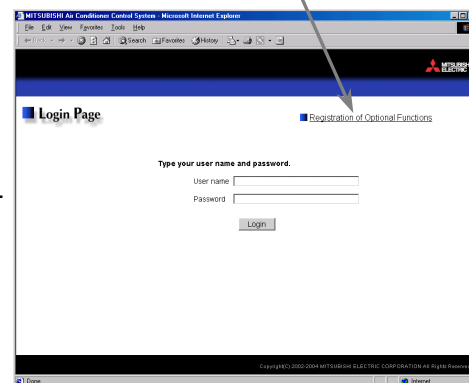 MITSUBISHI Air Conditioner Control System - Microsoft Internet Explorer
File Edit View Favorites Tools Help
Back Search Favorites History
MITSUBISHI
ELECTRIC
Login Page
Registration of Optional Functions
Type your user name and password.
User name
Password
Login
Copyright(C) 2002-2004 MITSUBISHI ELECTRIC CORPORATION All Rights Reserved
Done
Internet